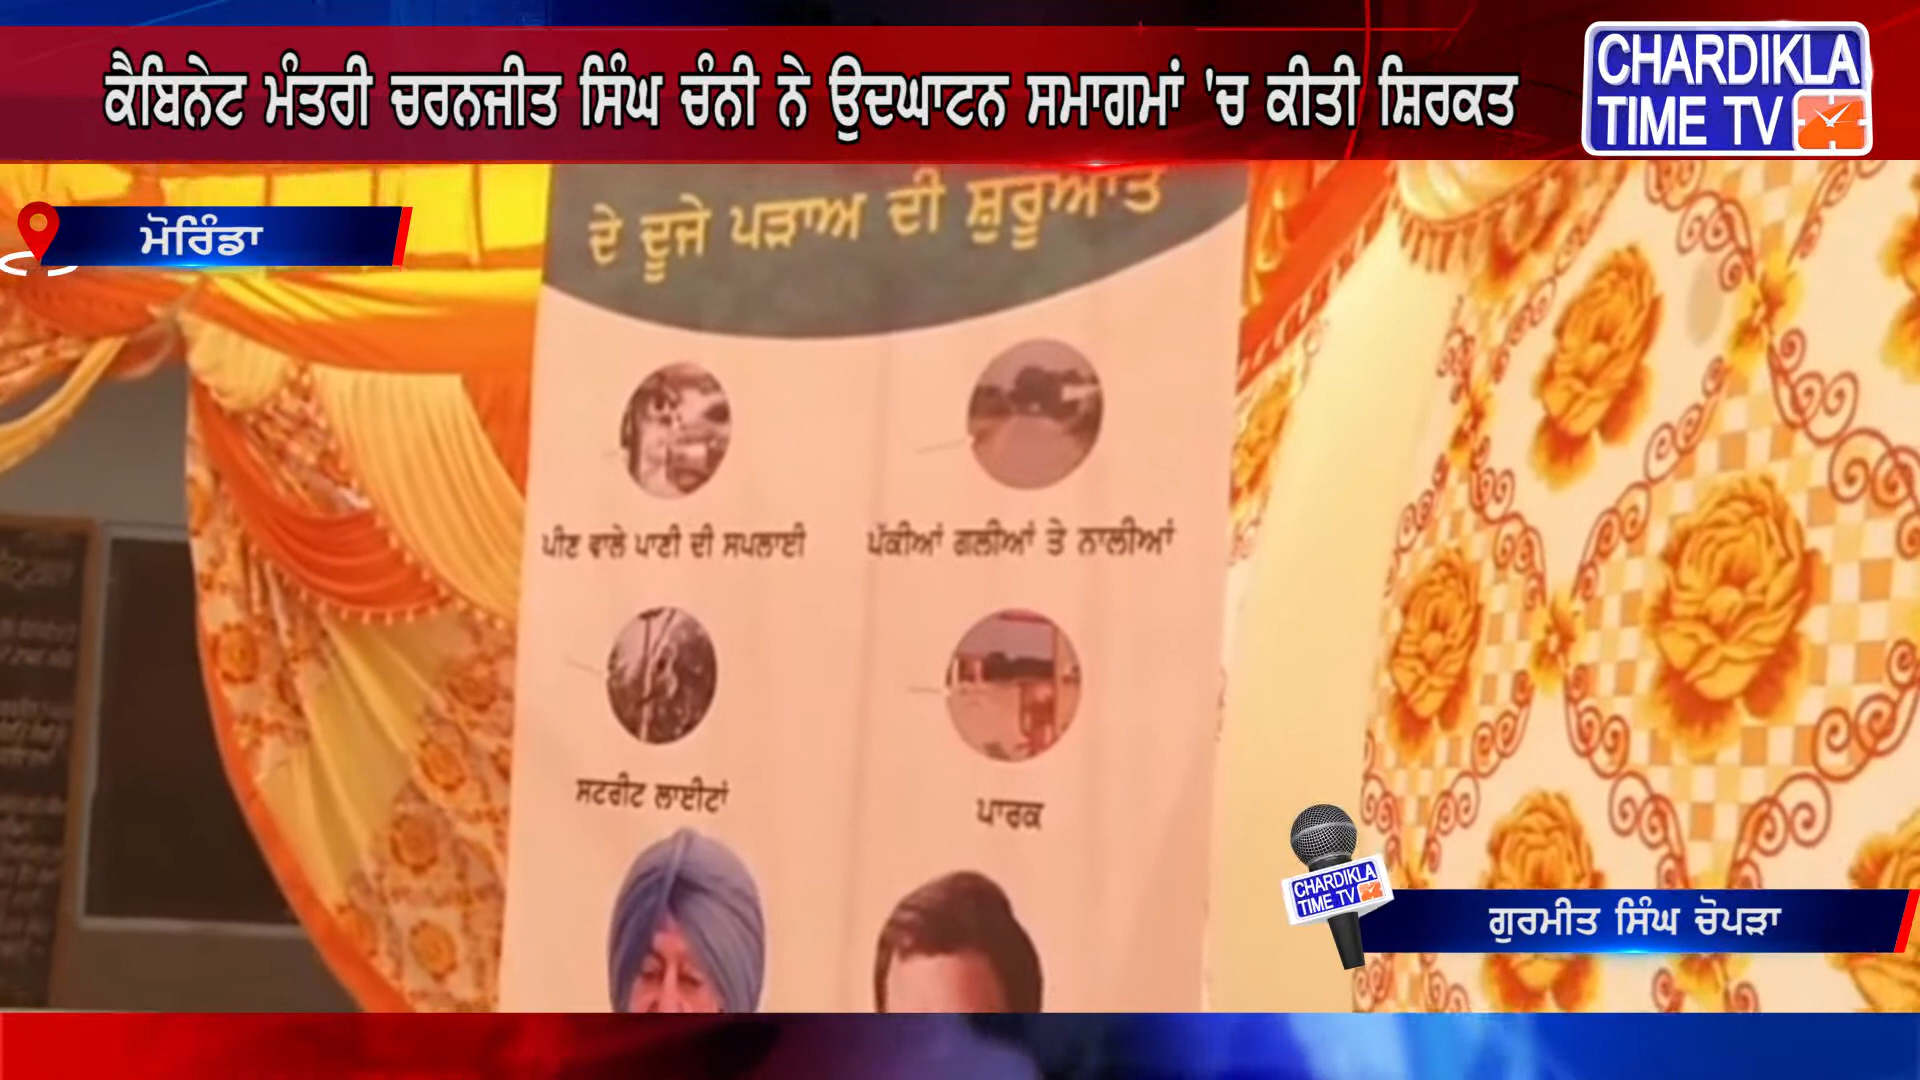 ਕੈਬਿਨੇਟ ਮੰਤਰੀ ਚਰਨਜੀਤ ਸਿੰਘ ਚੰਨੀ ਨੇ ਉਦਘਾਟਨ ਸਮਾਗਮਾਂ 'ਚ ਕੀਤੀ ਸ਼ਿਰਕਤ
CHARDIKLA
TIME TV
ਮੋਰਿੰਡਾ
ਦੇ ਦੂਜੇ ਪੜਾਅ ਦੀ ਸ਼ੁਰੂਆਤ
ਪੀਣ ਵਾਲੇ ਪਾਣੀ ਦੀ ਸਪਲਾਈ
ਪੱਕੀਆਂ ਗਲੀਆਂ ਤੇ ਨਾਲੀਆਂ
ਸਟਰੀਟ ਲਾਈਟਾਂ
ਪਾਰਕ
CHARDIKLA
TIME TV
ਗੁਰਮੀਤ ਸਿੰਘ ਚੋਪੜਾ